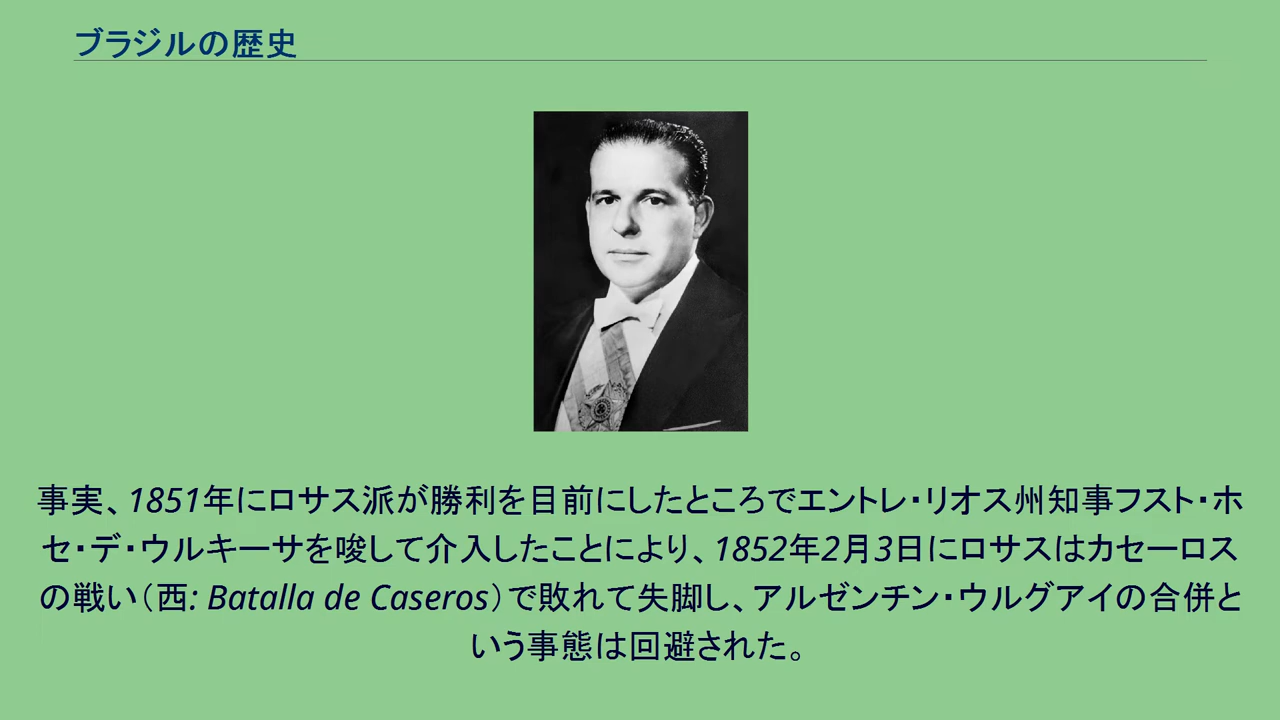 ブラジルの歴史
事実、1851年にロサス派が勝利を目前にしたところでエントレ・リオス州知事フスト・ホ
セ・デ・ウルキーサを唆して介入したことにより、1852年2月3日にロサスはカセーロス
の戦い（西: Batalla de Caseros）で敗れて失脚し、アルゼンチン・ウルグアイの合併と
いう事態は回避された。